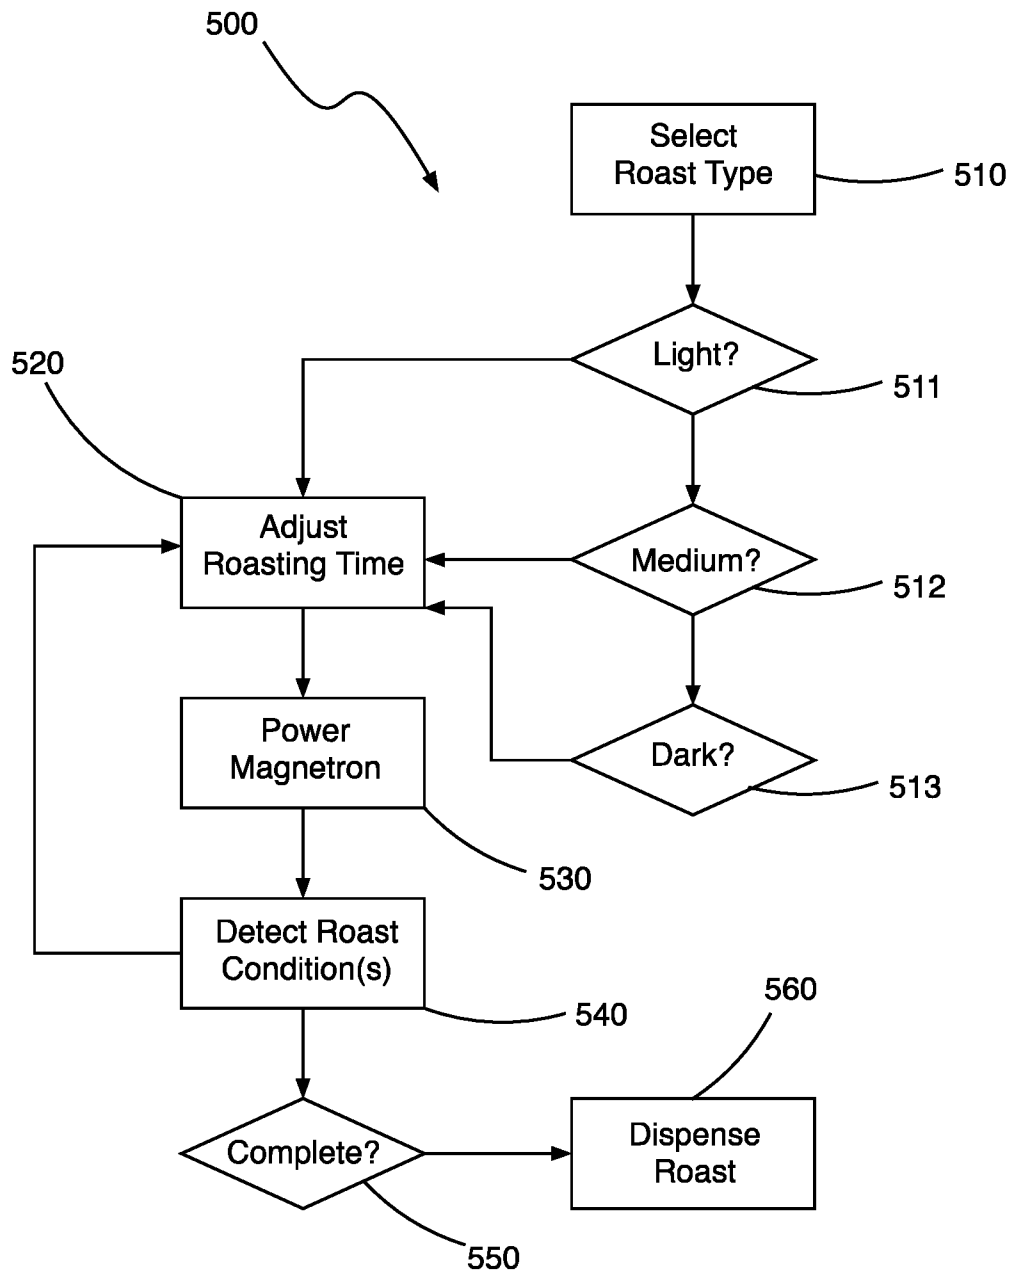 500
Select
Roast Type
510
Light?
511
520
Adjust
Roasting Time
Medium?
512
Power
Magnetron
Dark?
513
530
Detect Roast
Condition(s)
540
560
Complete?
Dispense
Roast
550